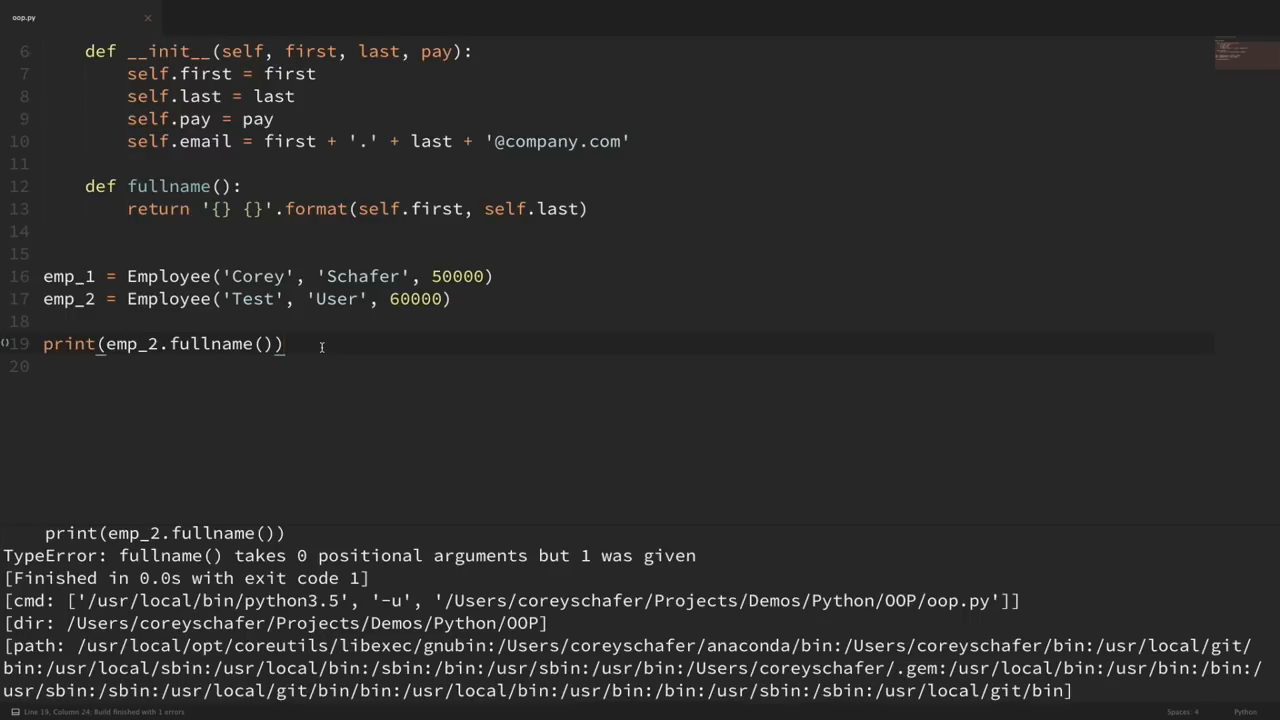 oop.py ×
6 def __init__(self, first, last, pay):
7 self.first = first
8 self.last = last
9 self.pay = pay
10 self.email = first + '.' + last + '@company.com'
11
12 def fullname():
13 return '{} {}'.format(self.first, self.last)
14
15
16 emp_1 = Employee('Corey', 'Schafer', 50000)
17 emp_2 = Employee('Test', 'User', 60000)
18
() 19 print(emp_2.fullname())
20
print(emp_2.fullname())
TypeError: fullname() takes 0 positional arguments but 1 was given
[Finished in 0.0s with exit code 1]
[cmd: ['/usr/local/bin/python3.5', '-u', '/Users/coreyschafer/Projects/Demos/Python/OOP/oop.py']]
[dir: /Users/coreyschafer/Projects/Demos/Python/OOP]
[path: /usr/local/opt/coreutils/libexec/gnubin:/Users/coreyschafer/anaconda/bin:/Users/coreyschafer/bin:/usr/local/git/
bin:/usr/local/sbin:/usr/local/bin:/sbin:/bin:/usr/sbin:/usr/bin:/Users/coreyschafer/.gem:/usr/local/bin:/usr/bin:/bin:/
usr/sbin:/sbin:/usr/local/git/bin/bin:/usr/local/bin:/usr/bin:/bin:/usr/sbin:/sbin:/usr/local/git/bin]
Line 19, Column 24; Build finished with 1 errors Spaces: 4 Python